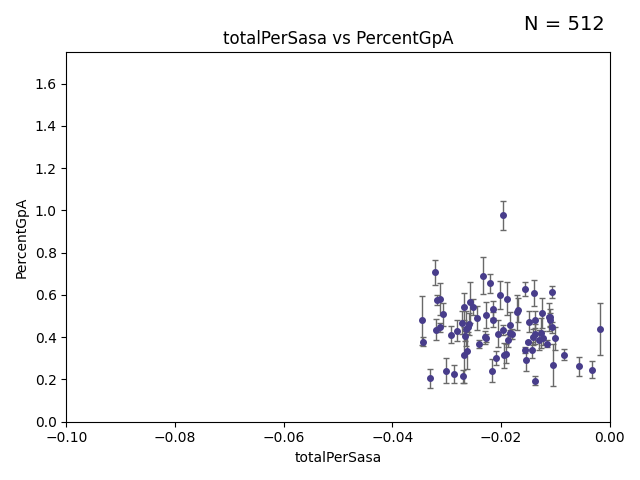 N = 512
totalPerSasa vs PercentGpA
PercentGpA
1.6
1.4
1.2
1.0
0.8
0.6
0.4
0.2
0.0
−0.10 −0.08 −0.06 −0.04 −0.02 0.00
totalPerSasa